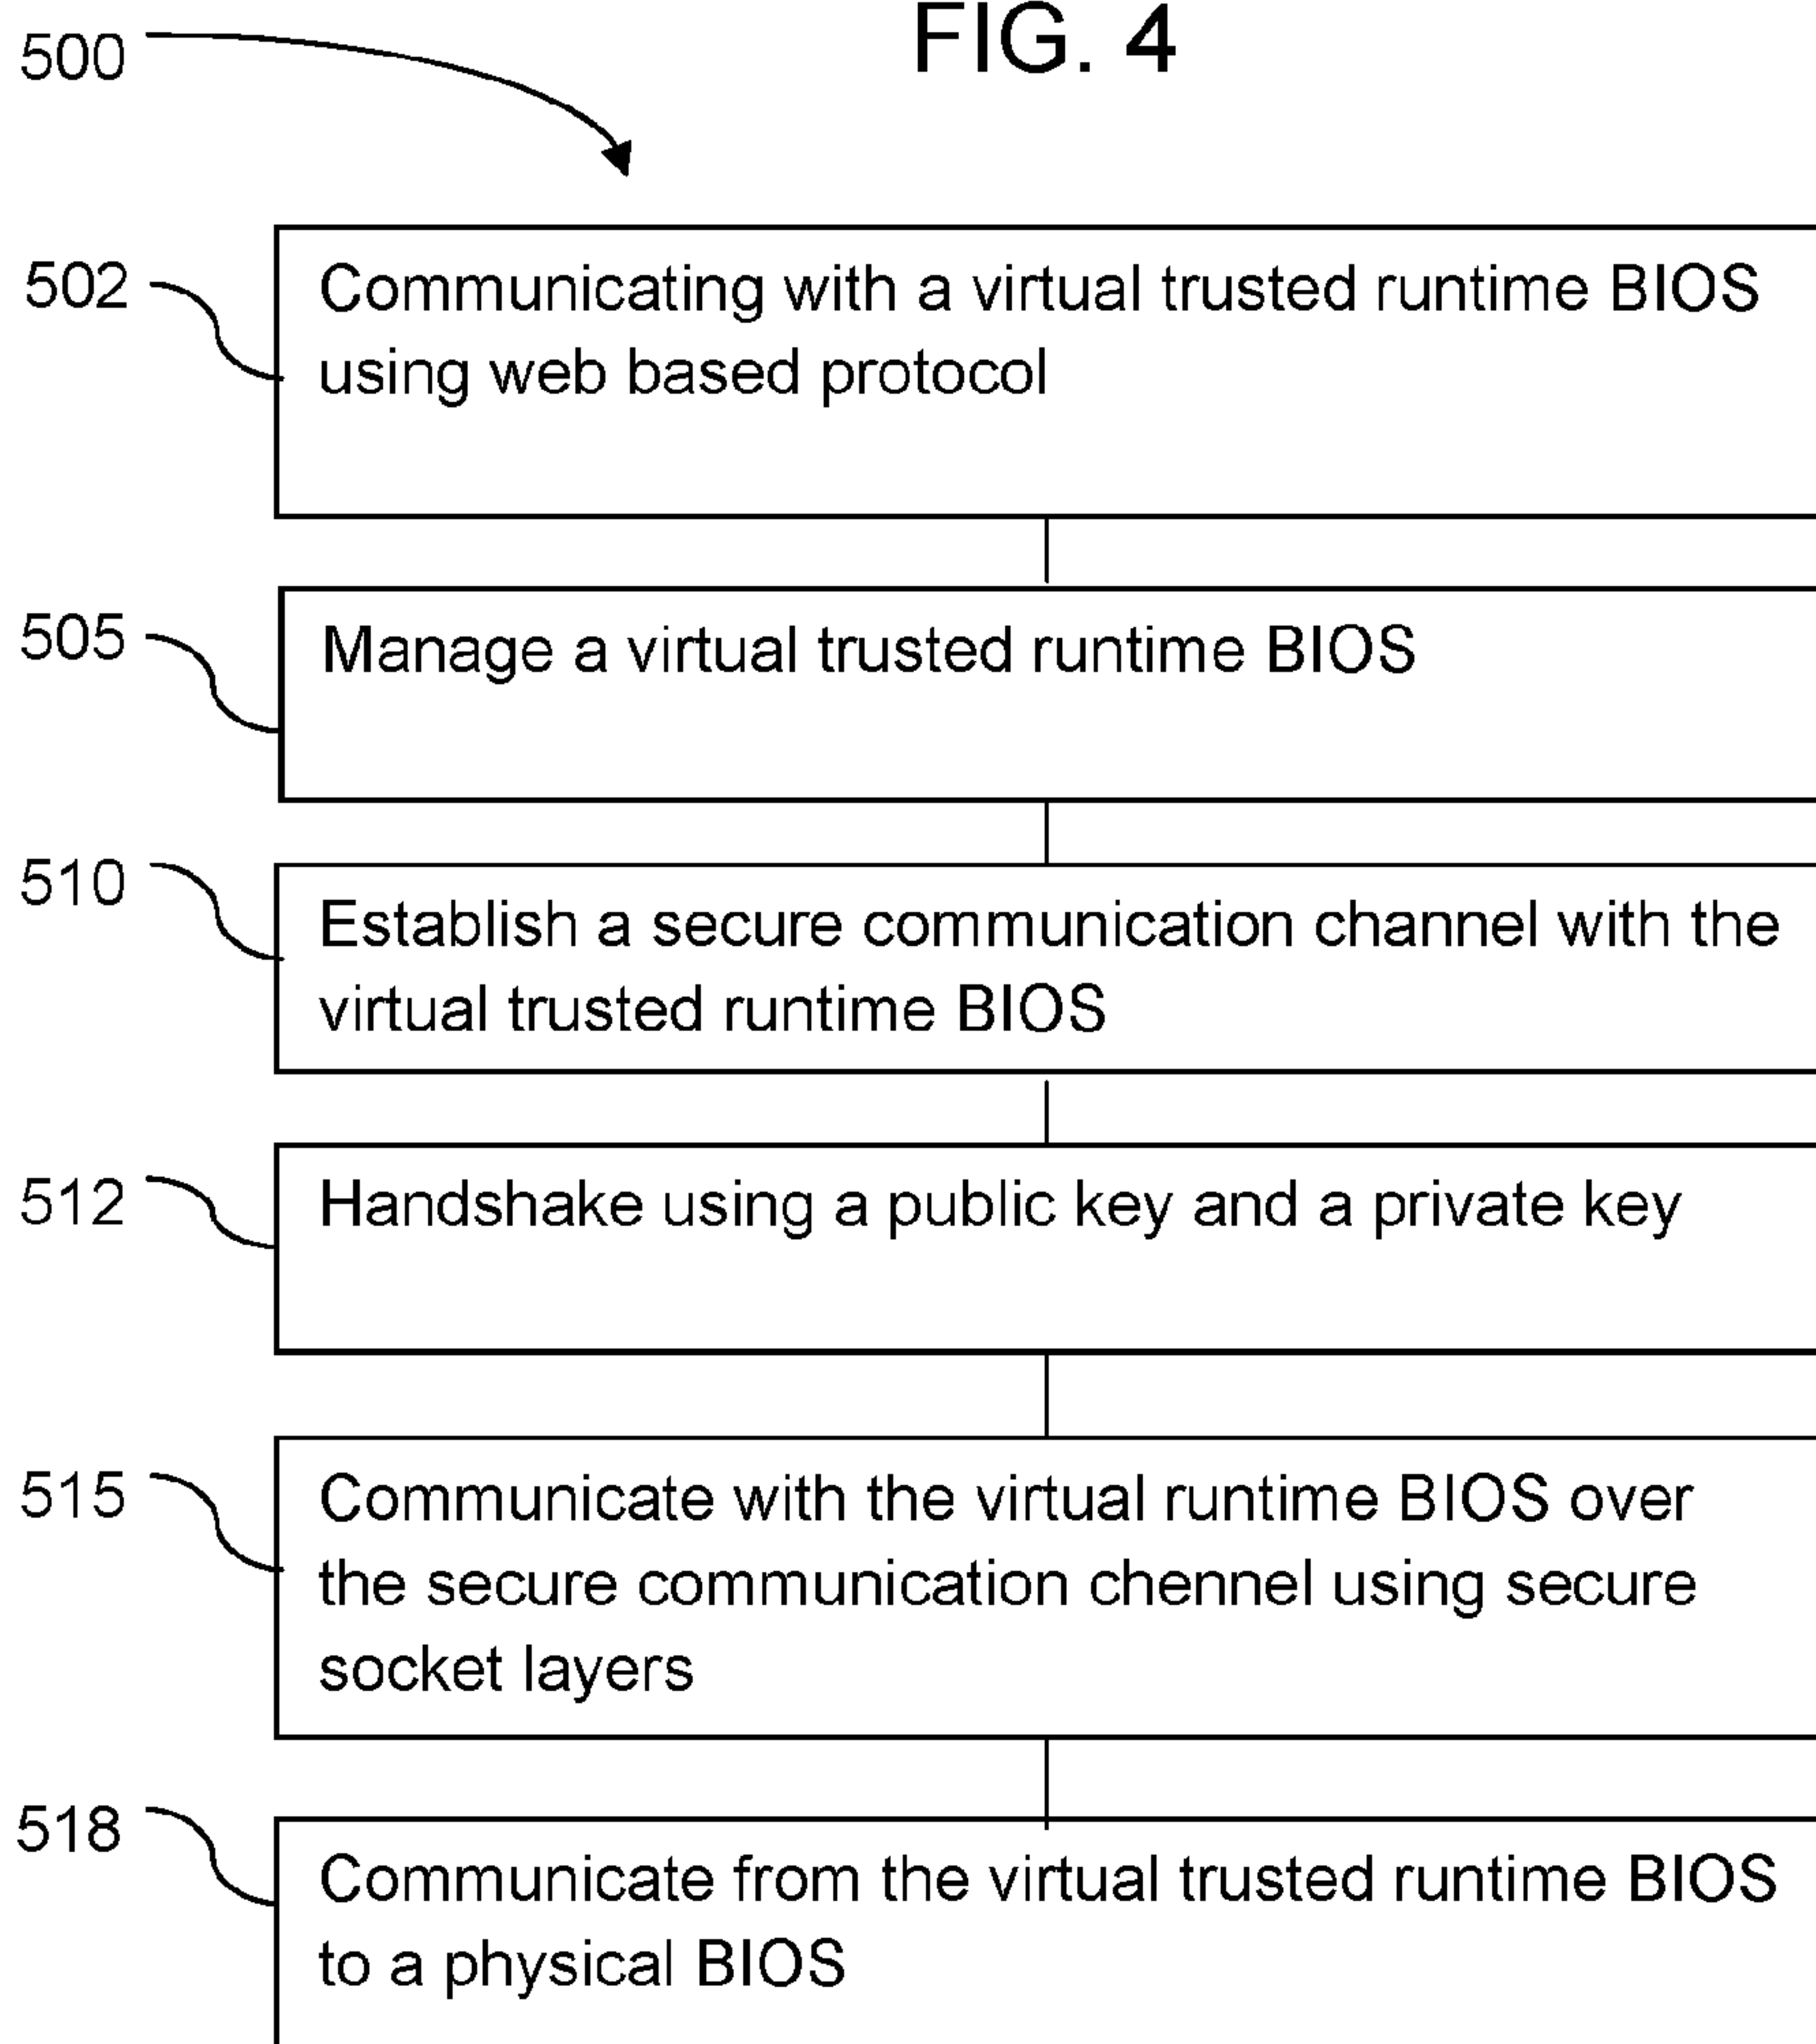 FIG. 4
500
502
Communicating with a virtual trusted runtime BIOS
using web based protocol
505
Manage a virtual trusted runtime BIOS
510
Establish a secure communication channel with the
virtual trusted runtime BIOS
512
Handshake using a public key and a private key
515
Communicate with the virtual runtime BIOS over
the secure communication chennel using secure
socket layers
518
Communicate from the virtual trusted runtime BIOS
to a physical BIOS